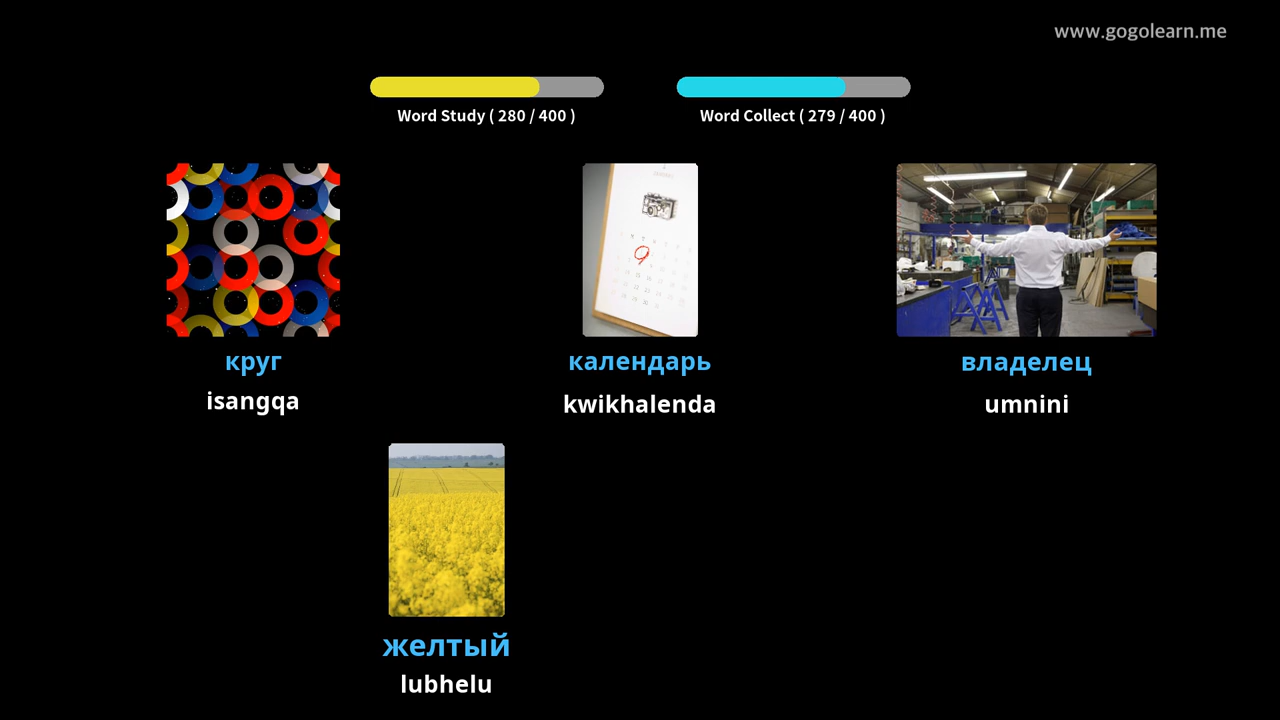 www.gogolearn.me
Word Study ( 280 / 400 )
Word Collect ( 279 / 400 )
круг
календарь
владелец
isangqa
kwikhalenda
umnini
желтый
lubhelu